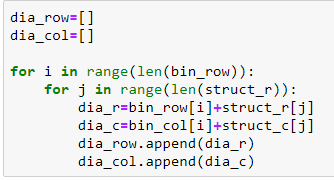 dia_row=[]
dia_col=[]

for i in range(len(bin_row)):
    for j in range(len(struct_r)):
        dia_r=bin_row[i]+struct_r[j]
        dia_c=bin_col[i]+struct_c[j]
        dia_row.append(dia_r)
        dia_col.append(dia_c)